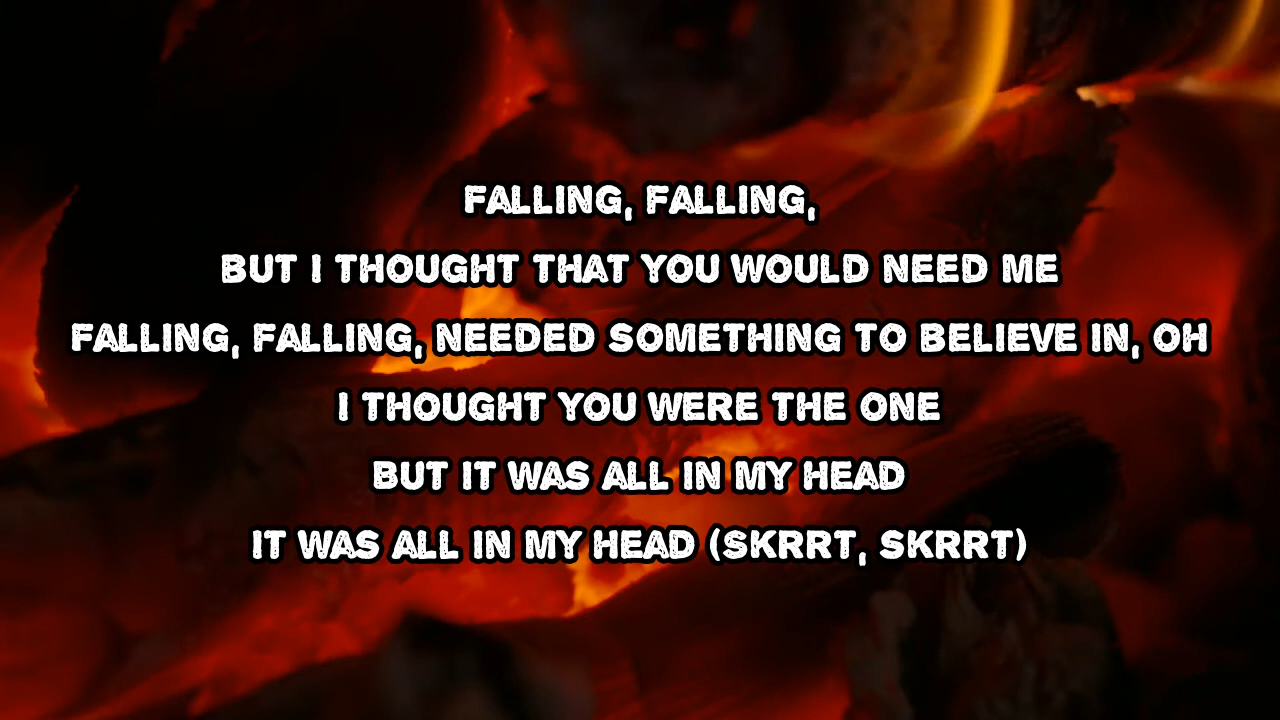 FALLING, FALLING,
BUT I THOUGHT THAT YOU WOULD NEED ME
FALLING, FALLING, NEEDED SOMETHING TO BELIEVE IN, OH
I THOUGHT YOU WERE THE ONE
BUT IT WAS ALL IN MY HEAD
IT WAS ALL IN MY HEAD (SKRRT, SKRRT)